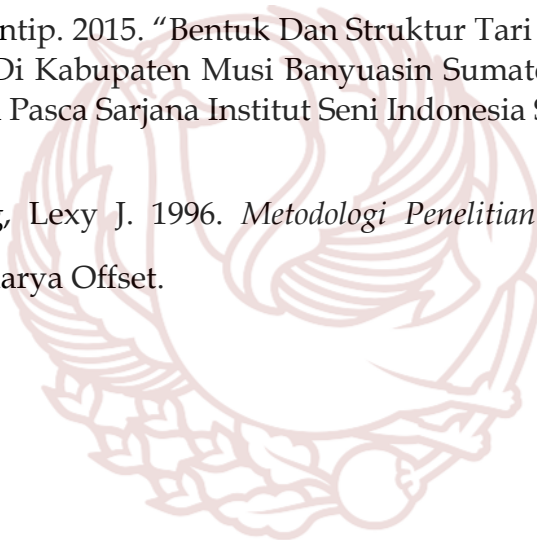 ntip. 2015. “Bentuk Dan Struktur Tari
Di Kabupaten Musi Banyuasin Sumat
Pasca Sarjana Institut Seni Indonesia
, Lexy J. 1996. Metodologi Penelitian
arya Offset.